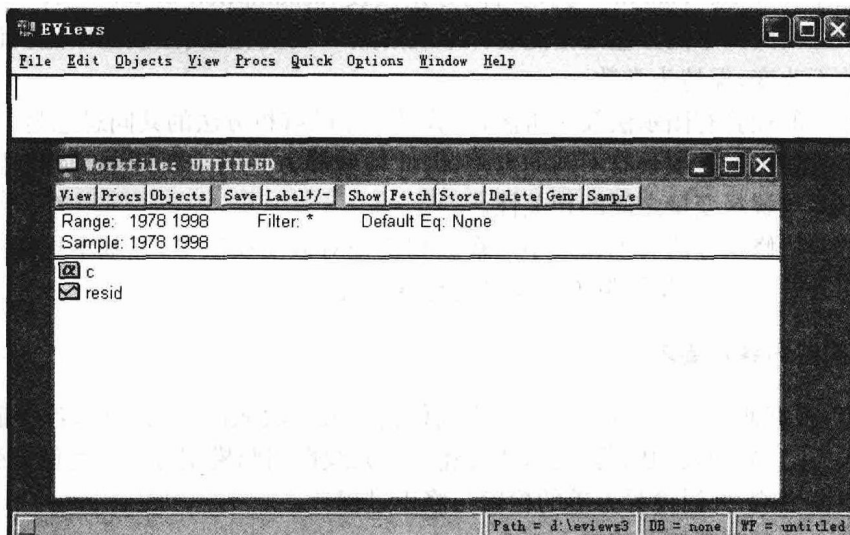 EViews
File Edit Objects View Procs Quick Options Window Help
Workfile: UNTITLED
View Procs Objects Save Label+/- Show Fetch Store Delete Genr Sample
Range: 1978 1998 Filter: * Default Eq: None
Sample: 1978 1998
α c
resid
Path = d:\eviews3 DB = none WF = untitled